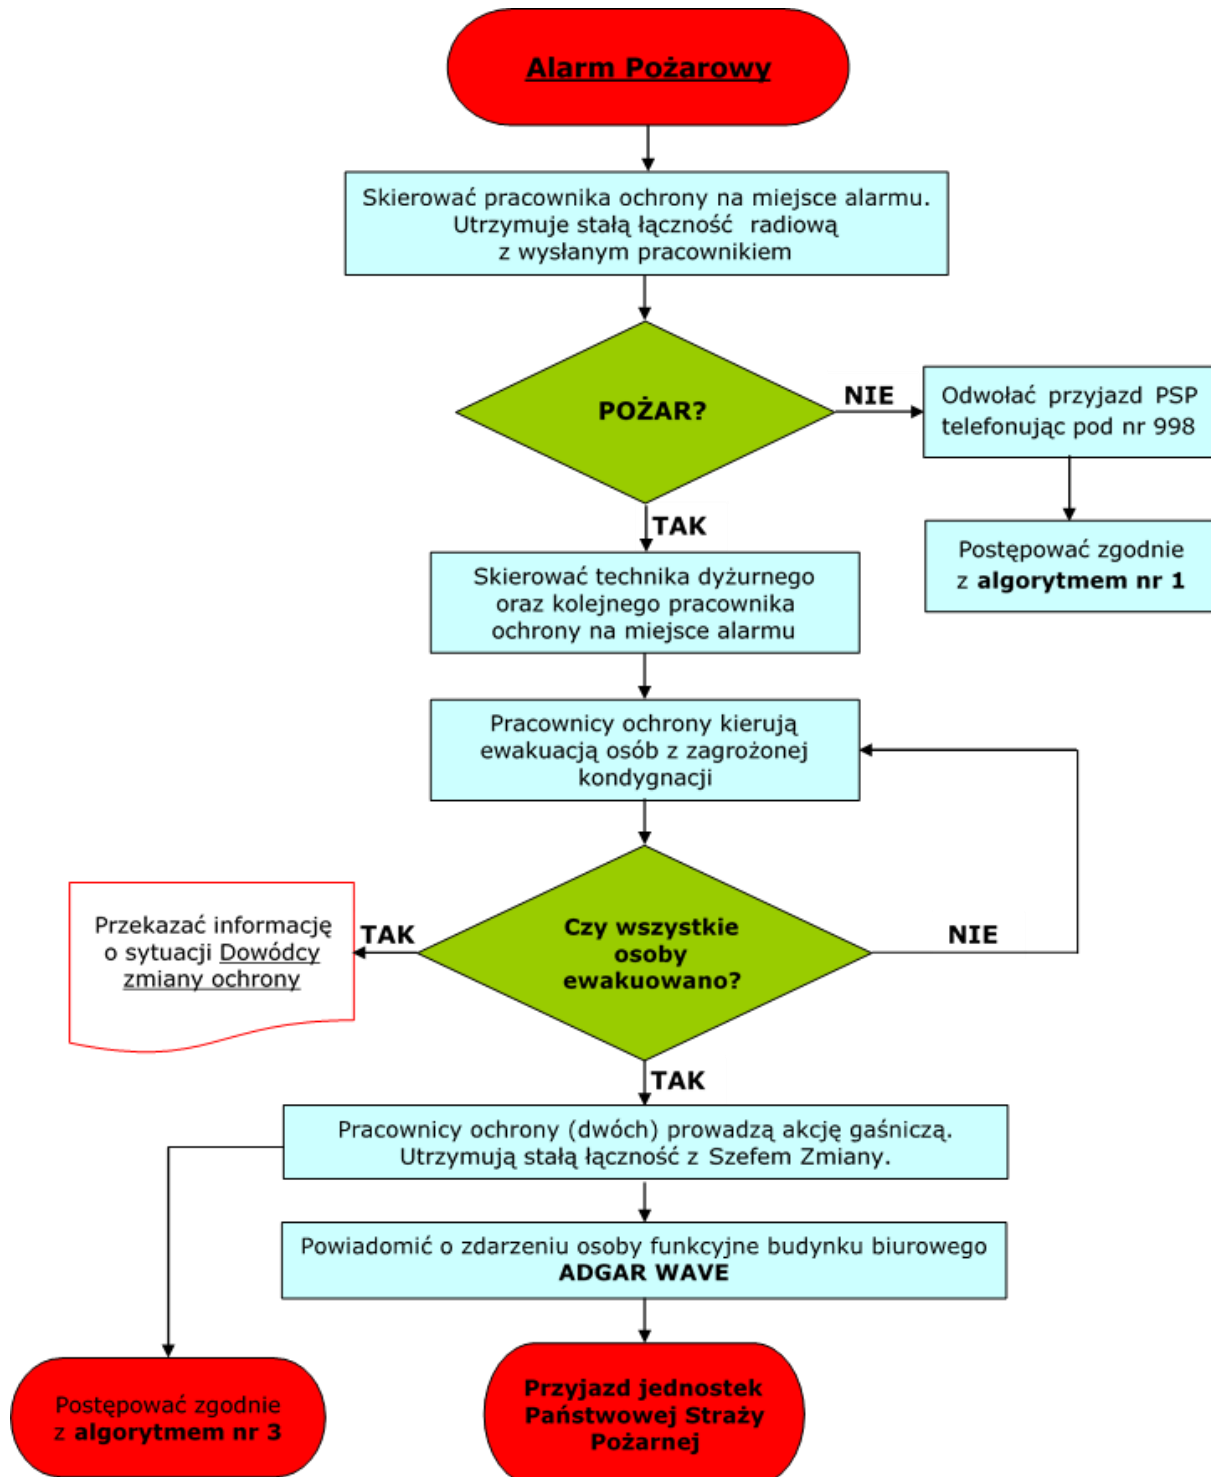 Alarm Pożarowy
Skierować pracownika ochrony na miejsce alarmu.
Utrzymuje stałą łączność radiową
z wysłanym pracownikiem
POŻAR?
NIE
Odwołać przyjazd PSP
telefonując pod nr 998
TAK
Postępować zgodnie
z algorytmem nr 1
Skierować technika dyżurnego
oraz kolejnego pracownika
ochrony na miejsce alarmu
Pracownicy ochrony kierują
ewakuacją osób z zagrożonej
kondygnacji
Przekazać informację
o sytuacji Dowódcy
zmiany ochrony
TAK
Czy wszystkie
osoby
ewakuowano?
NIE
TAK
Pracownicy ochrony (dwóch) prowadzą akcję gaśniczą.
Utrzymują stałą łączność z Szefem Zmiany.
Powiadomić o zdarzeniu osoby funkcyjne budynku biurowego
ADGAR WAVE
Postępować zgodnie
z algorytmem nr 3
Przyjazd jednostek
Państwowej Straży
Pożarnej